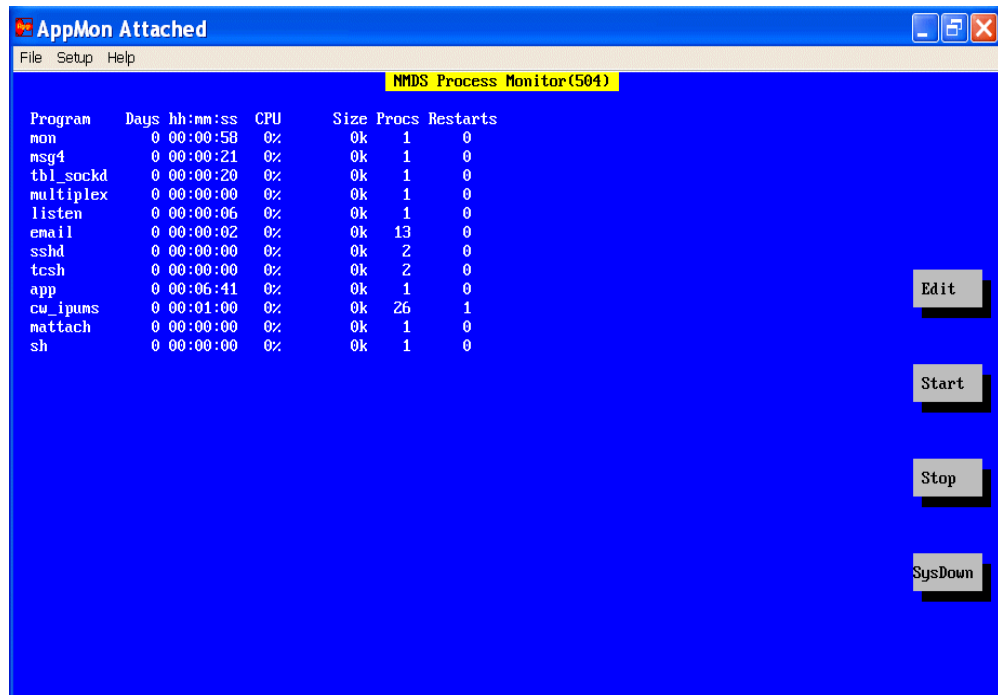 AppMon Attached
File Setup Help
NMDS Process Monitor(504)
Program Days hh:mm:ss CPU Size Procs Restarts
mon 0 00:00:58 0% 0k 1 0
msg4 0 00:00:21 0% 0k 1 0
tbl_sockd 0 00:00:20 0% 0k 1 0
multiplex 0 00:00:00 0% 0k 1 0
listen 0 00:00:06 0% 0k 1 0
email 0 00:00:02 0% 0k 13 0
sshd 0 00:00:00 0% 0k 2 0
tcsh 0 00:00:00 0% 0k 2 0
app 0 00:06:41 0% 0k 1 0
cw_ipums 0 00:01:00 0% 0k 26 1
mattach 0 00:00:00 0% 0k 1 0
sh 0 00:00:00 0% 0k 1 0
Edit
Start
Stop
SysDown